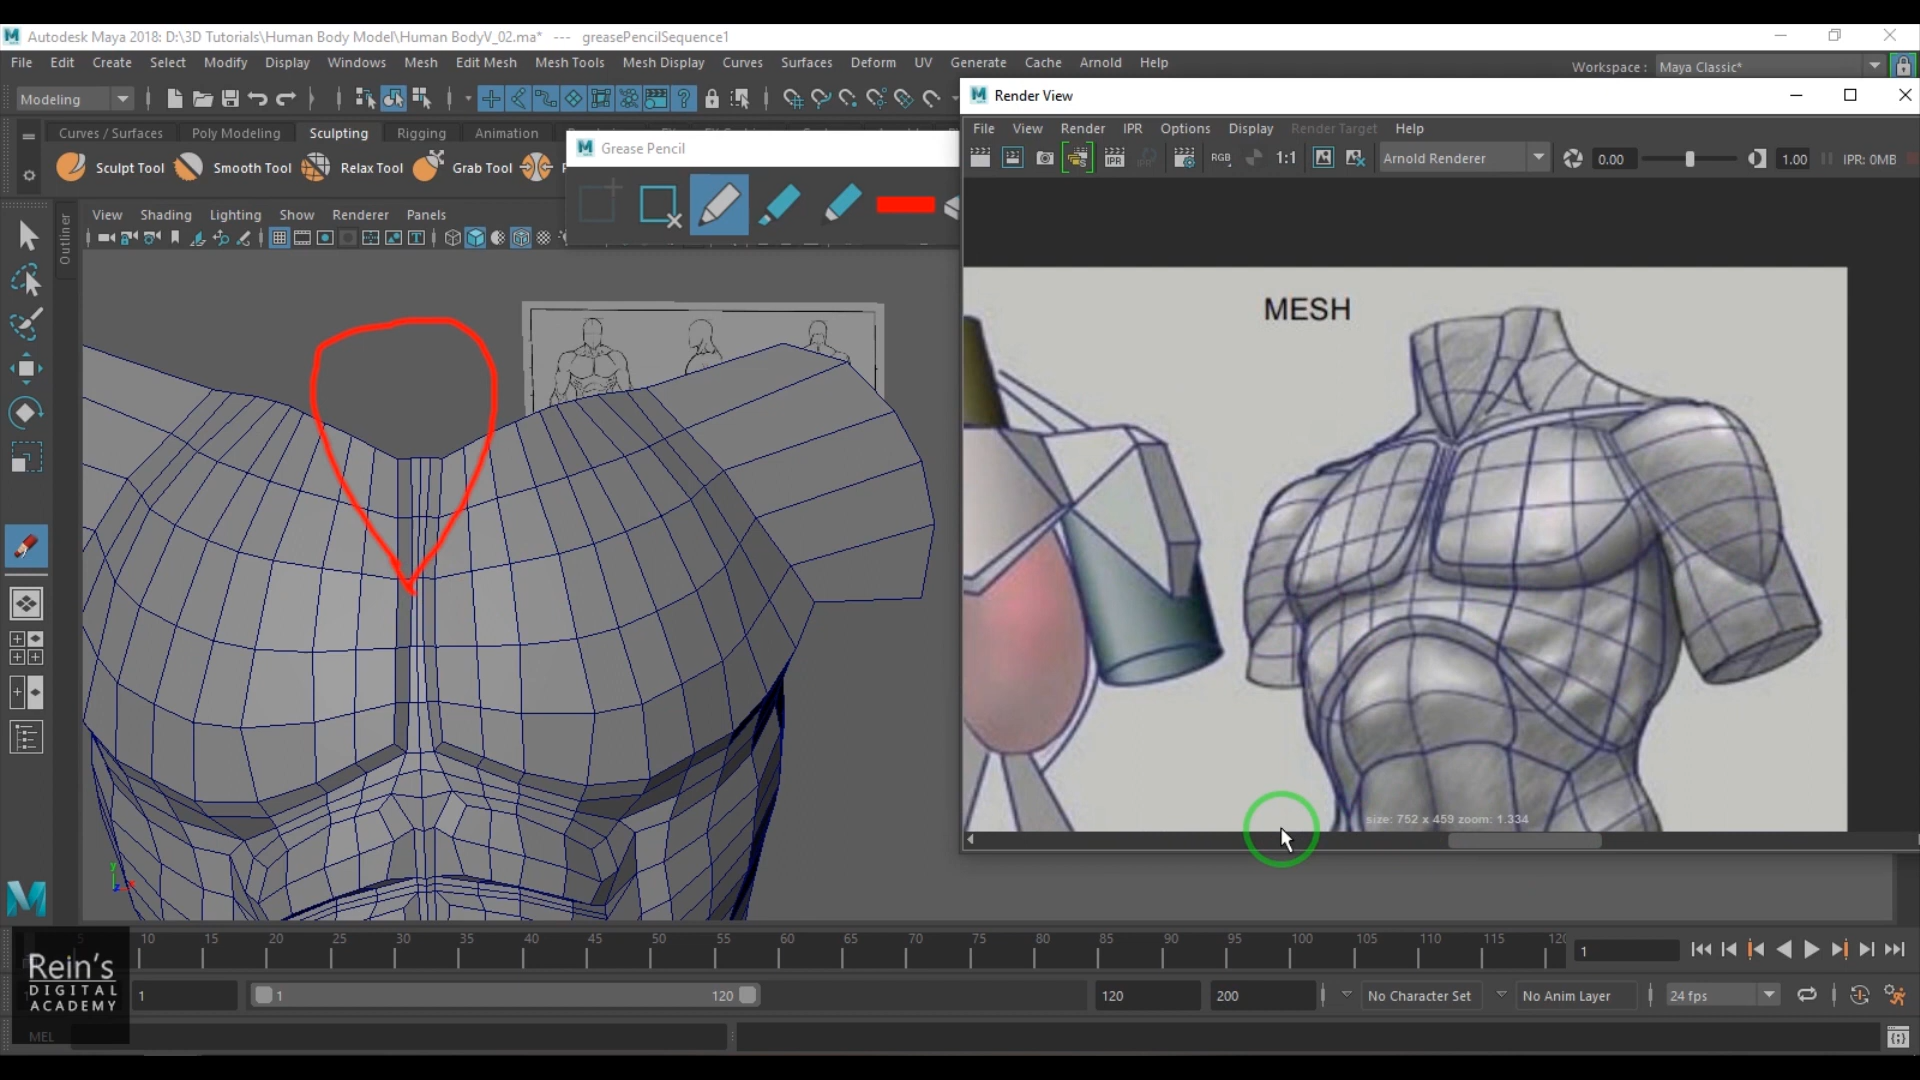 Autodesk Maya 2018: D:\3D Tutorials\Human Body Model\Human BodyV_02.ma* --- greasePencilSequence1
File Edit Create Select Modify Display Windows Mesh Edit Mesh Mesh Tools Mesh Display Curves Surfaces Deform UV Generate Cache Arnold Help
Workspace : Maya Classic*
Modeling
Render View
Curves / Surfaces Poly Modeling Sculpting Rigging Animation
Grease Pencil
File View Render IPR Options Display Render Target Help
RGB 1:1 Arnold Renderer 0.00 1.00 IPR: 0MB
IPR
Sculpt Tool Smooth Tool Relax Tool Grab Tool
View Shading Lighting Show Renderer Panels
Outliner
MESH
size: 752 x 459 zoom: 1.334
y
z x
5 10 15 20 25 30 35 40 45 50 55 60 65 70 75 80 85 90 95 100 105 110 115 120
1
Rein's
DIGITAL
ACADEMY
1 1 120 120 200 No Character Set No Anim Layer 24 fps
MEL